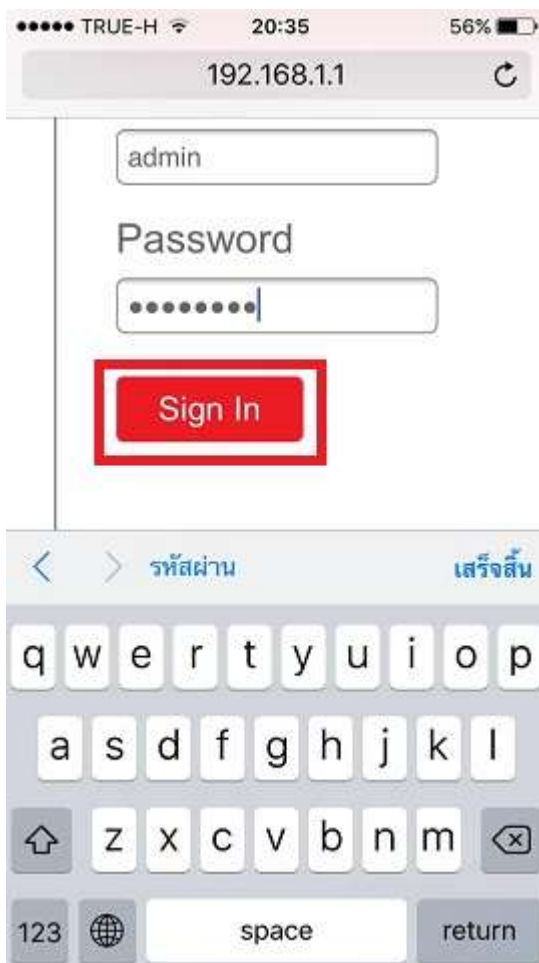 TRUE-H 20:35 56%
192.168.1.1
admin
Password
••••••••
Sign In
รหัสผ่าน เสร็จสิ้น
q w e r t y u i o p
a s d f g h j k l
z x c v b n m
123 space return